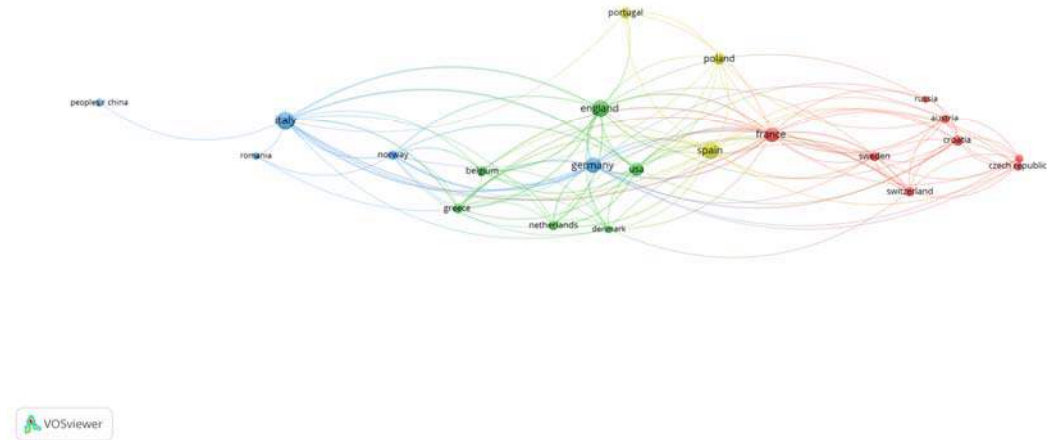 portugal
poland
peoples r china
england
russia
italy
austria
france
croatia
romania
norway
spain
sweden
germany
czech republic
belgium
usa
switzerland
greece
netherlands
denmark
VOSviewer